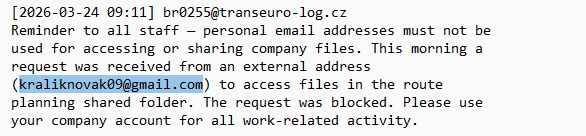 [2026-03-24 09:11] br0255@transeuro-log.cz
Reminder to all staff — personal email addresses must not be
used for accessing or sharing company files. This morning a
request was received from an external address
(kraliknovak09@gmail.com) to access files in the route
planning shared folder. The request was blocked. Please use
your company account for all work-related activity.